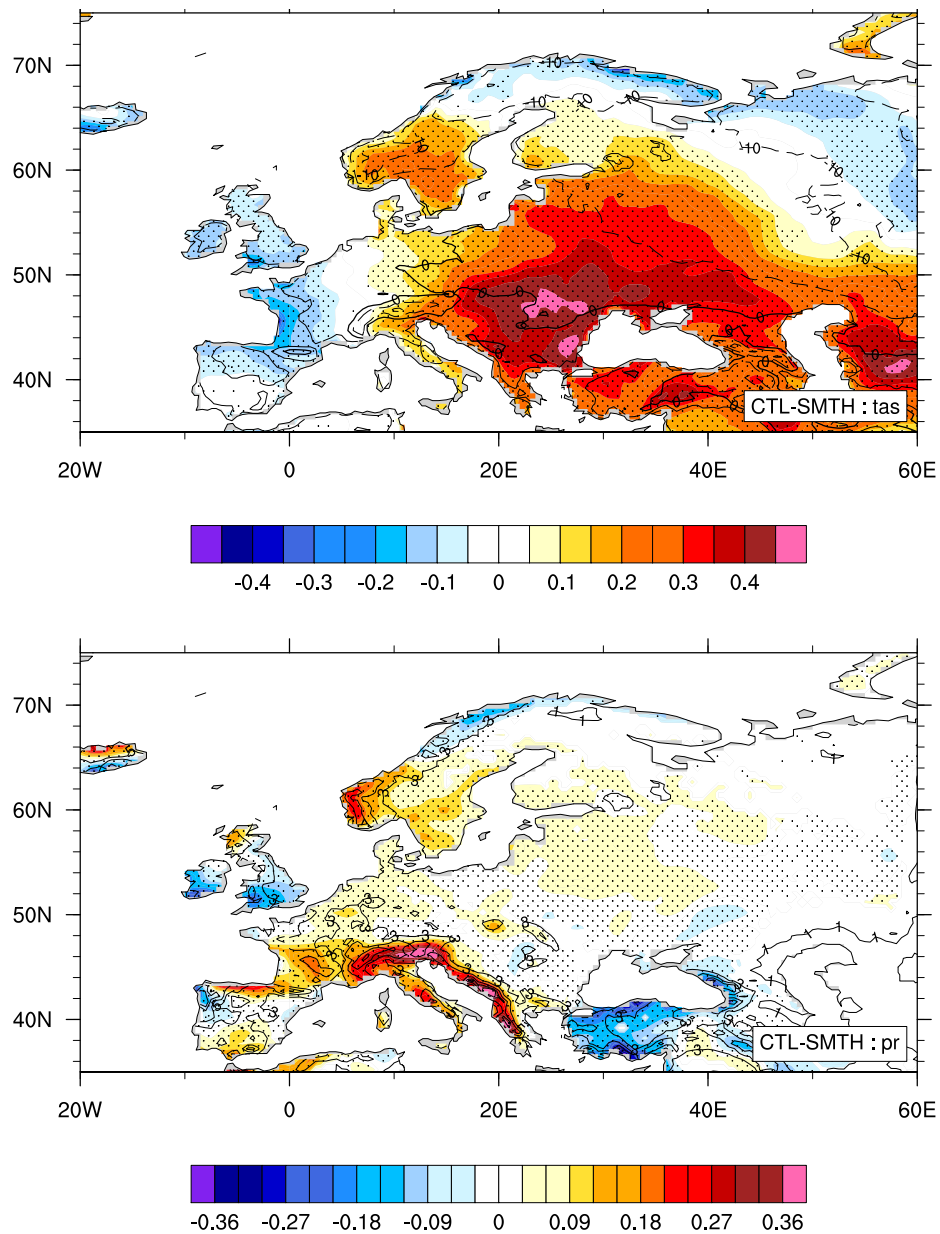 70N
60N
50N
40N
20W 0 20E 40E 60E
CTL-SMTH : tas
-0.4 -0.3 -0.2 -0.1 0 0.1 0.2 0.3 0.4
70N
60N
50N
40N
20W 0 20E 40E 60E
CTL-SMTH : pr
-0.36 -0.27 -0.18 -0.09 0 0.09 0.18 0.27 0.36